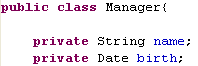 public class Manager{
private String name;
private Date birth;